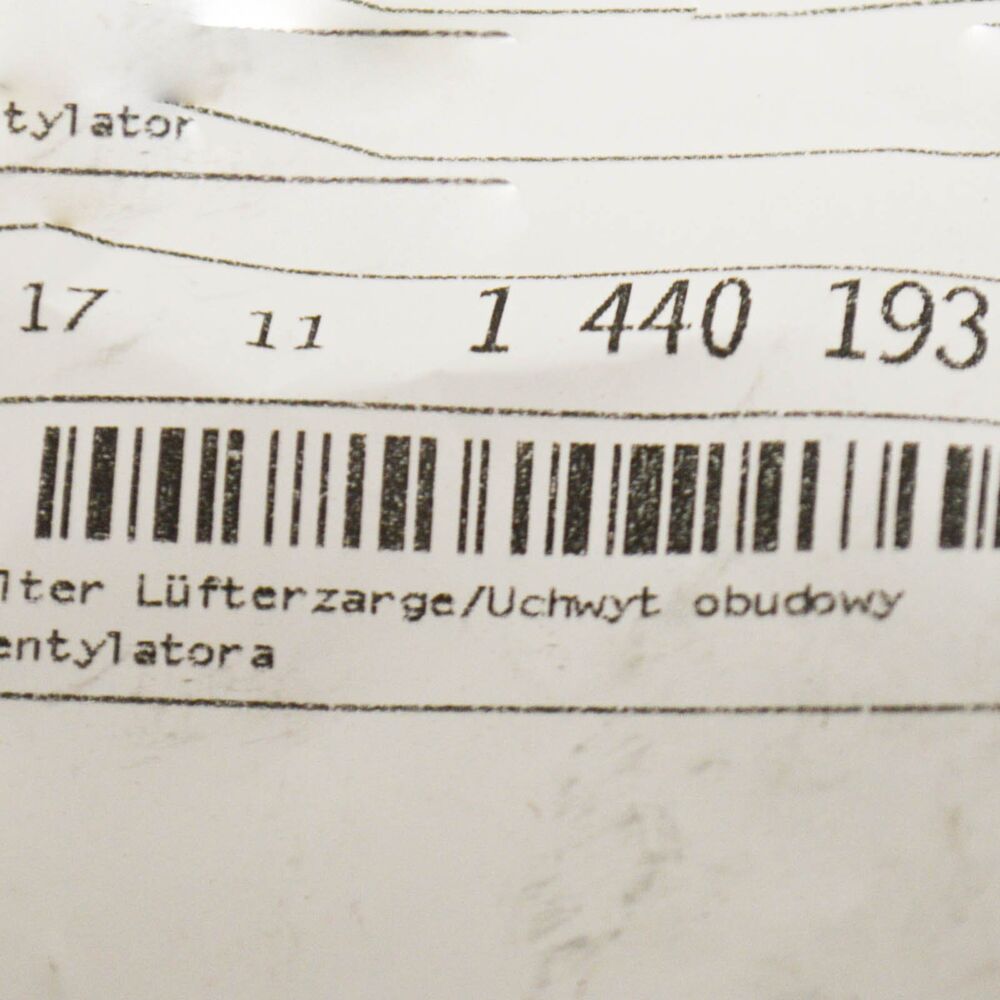 tylator
17 11 1 440 193
lter Lüfterzarge/Uchwyt obudowy
entylatora